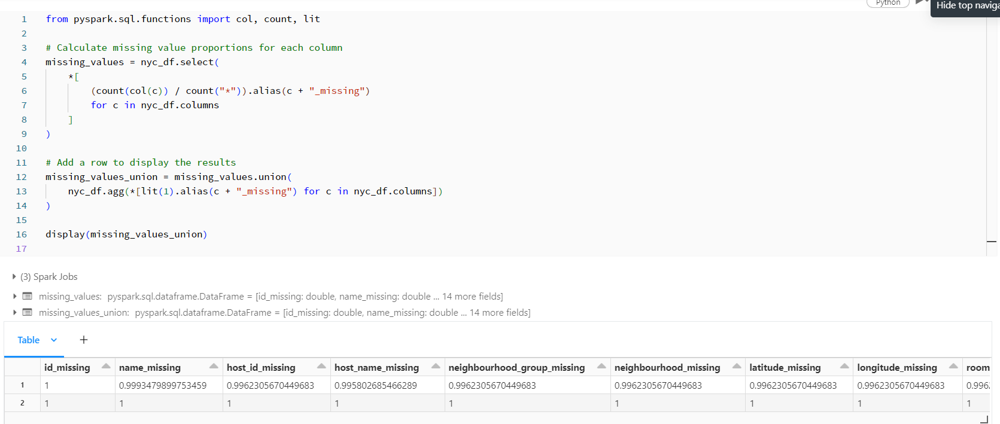 Python
Hide top naviga
1 from pyspark.sql.functions import col, count, lit
2
3 # Calculate missing value proportions for each column
4 missing_values = nyc_df.select(
5 *[
6 (count(col(c)) / count("*")).alias(c + "_missing")
7 for c in nyc_df.columns
8 ]
9 )
10
11 # Add a row to display the results
12 missing_values_union = missing_values.union(
13 nyc_df.agg(*[lit(1).alias(c + "_missing") for c in nyc_df.columns])
14 )
15
16 display(missing_values_union)
17
(3) Spark Jobs
missing_values: pyspark.sql.dataframe.DataFrame = [id_missing: double, name_missing: double ... 14 more fields]
missing_values_union: pyspark.sql.dataframe.DataFrame = [id_missing: double, name_missing: double ... 14 more fields]
Table +
id_missing name_missing host_id_missing host_name_missing neighbourhood_group_missing neighbourhood_missing latitude_missing longitude_missing room
1 1 0.9993479899753459 0.9962305670449683 0.995802685466289 0.9962305670449683 0.9962305670449683 0.9962305670449683 0.9962305670449683 0.996
2 1 1 1 1 1 1 1 1 1